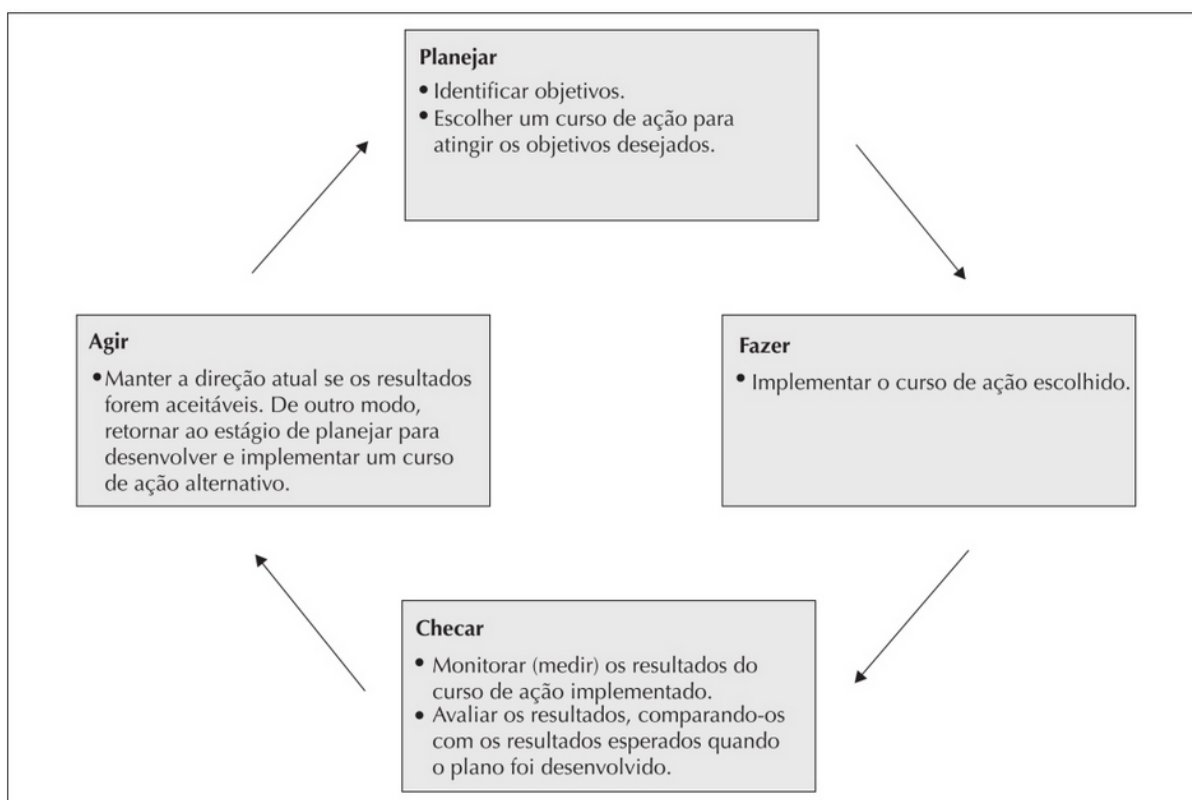 Planejar
• Identificar objetivos.
• Escolher um curso de ação para
atingir os objetivos desejados.
Fazer
• Implementar o curso de ação escolhido.
Checar
• Monitorar (medir) os resultados do
curso de ação implementado.
• Avaliar os resultados, comparando-os
com os resultados esperados quando
o plano foi desenvolvido.
Agir
• Manter a direção atual se os resultados
forem aceitáveis. De outro modo,
retornar ao estágio de planejar para
desenvolver e implementar um curso
de ação alternativo.